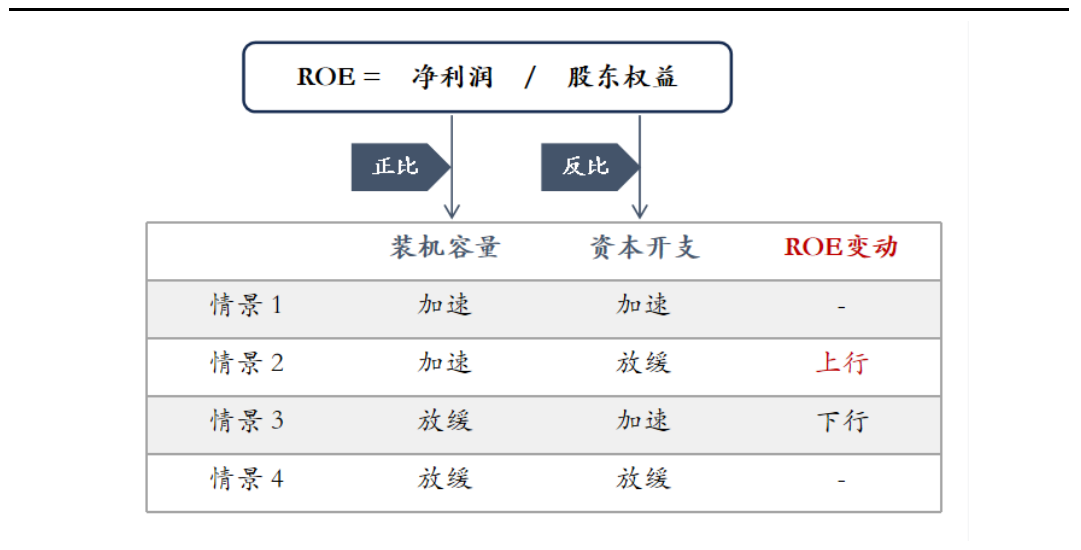 ROE = 净利润 / 股东权益
正比 反比
装机容量 资本开支 ROE变动
情景 1 加速 加速 -
情景 2 加速 放缓 上行
情景 3 放缓 加速 下行
情景 4 放缓 放缓 -